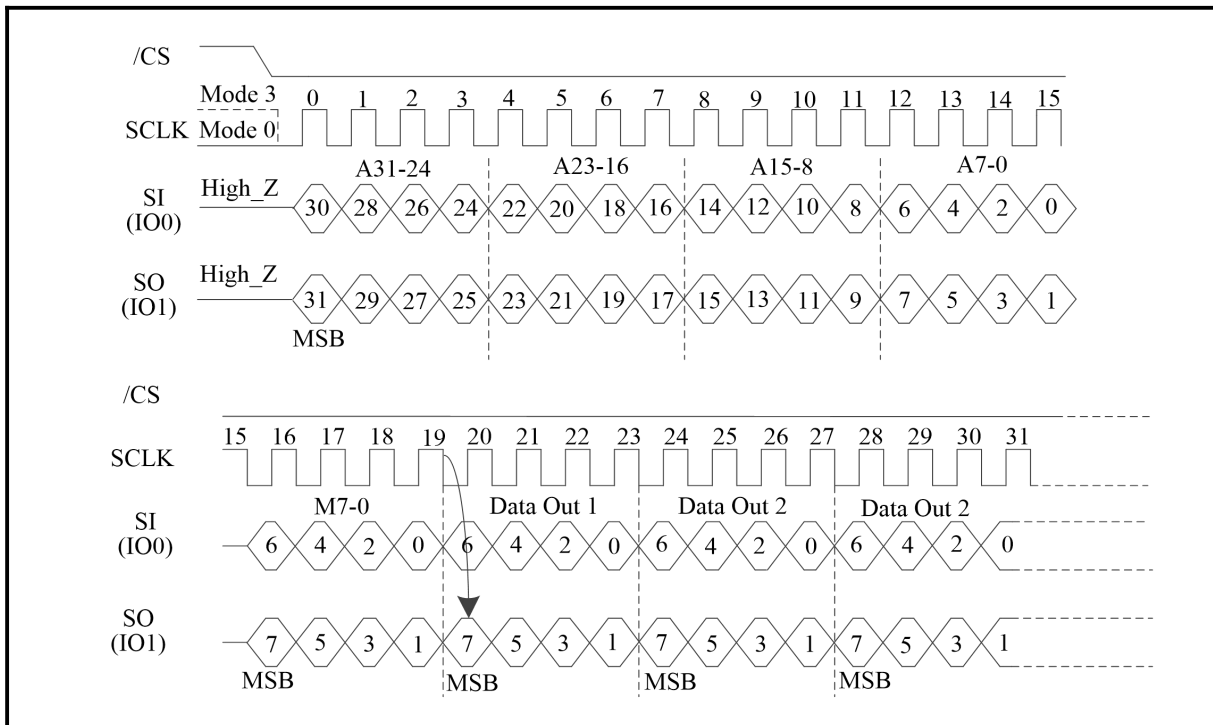 /CS
Mode 3
0 1 2 3 4 5 6 7 8 9 10 11 12 13 14 15
SCLK Mode 0
A31-24 A23-16 A15-8 A7-0
SI
(IO0)
High_Z
30 28 26 24 22 20 18 16 14 12 10 8 6 4 2 0
SO
(IO1)
High_Z
31 29 27 25 23 21 19 17 15 13 11 9 7 5 3 1
MSB
/CS
15 16 17 18 19 20 21 22 23 24 25 26 27 28 29 30 31
SCLK
M7-0 Data Out 1 Data Out 2 Data Out 2
SI
(IO0)
6 4 2 0 6 4 2 0 6 4 2 0 6 4 2 0
SO
(IO1)
7 5 3 1 7 5 3 1 7 5 3 1 7 5 3 1
MSB MSB MSB MSB